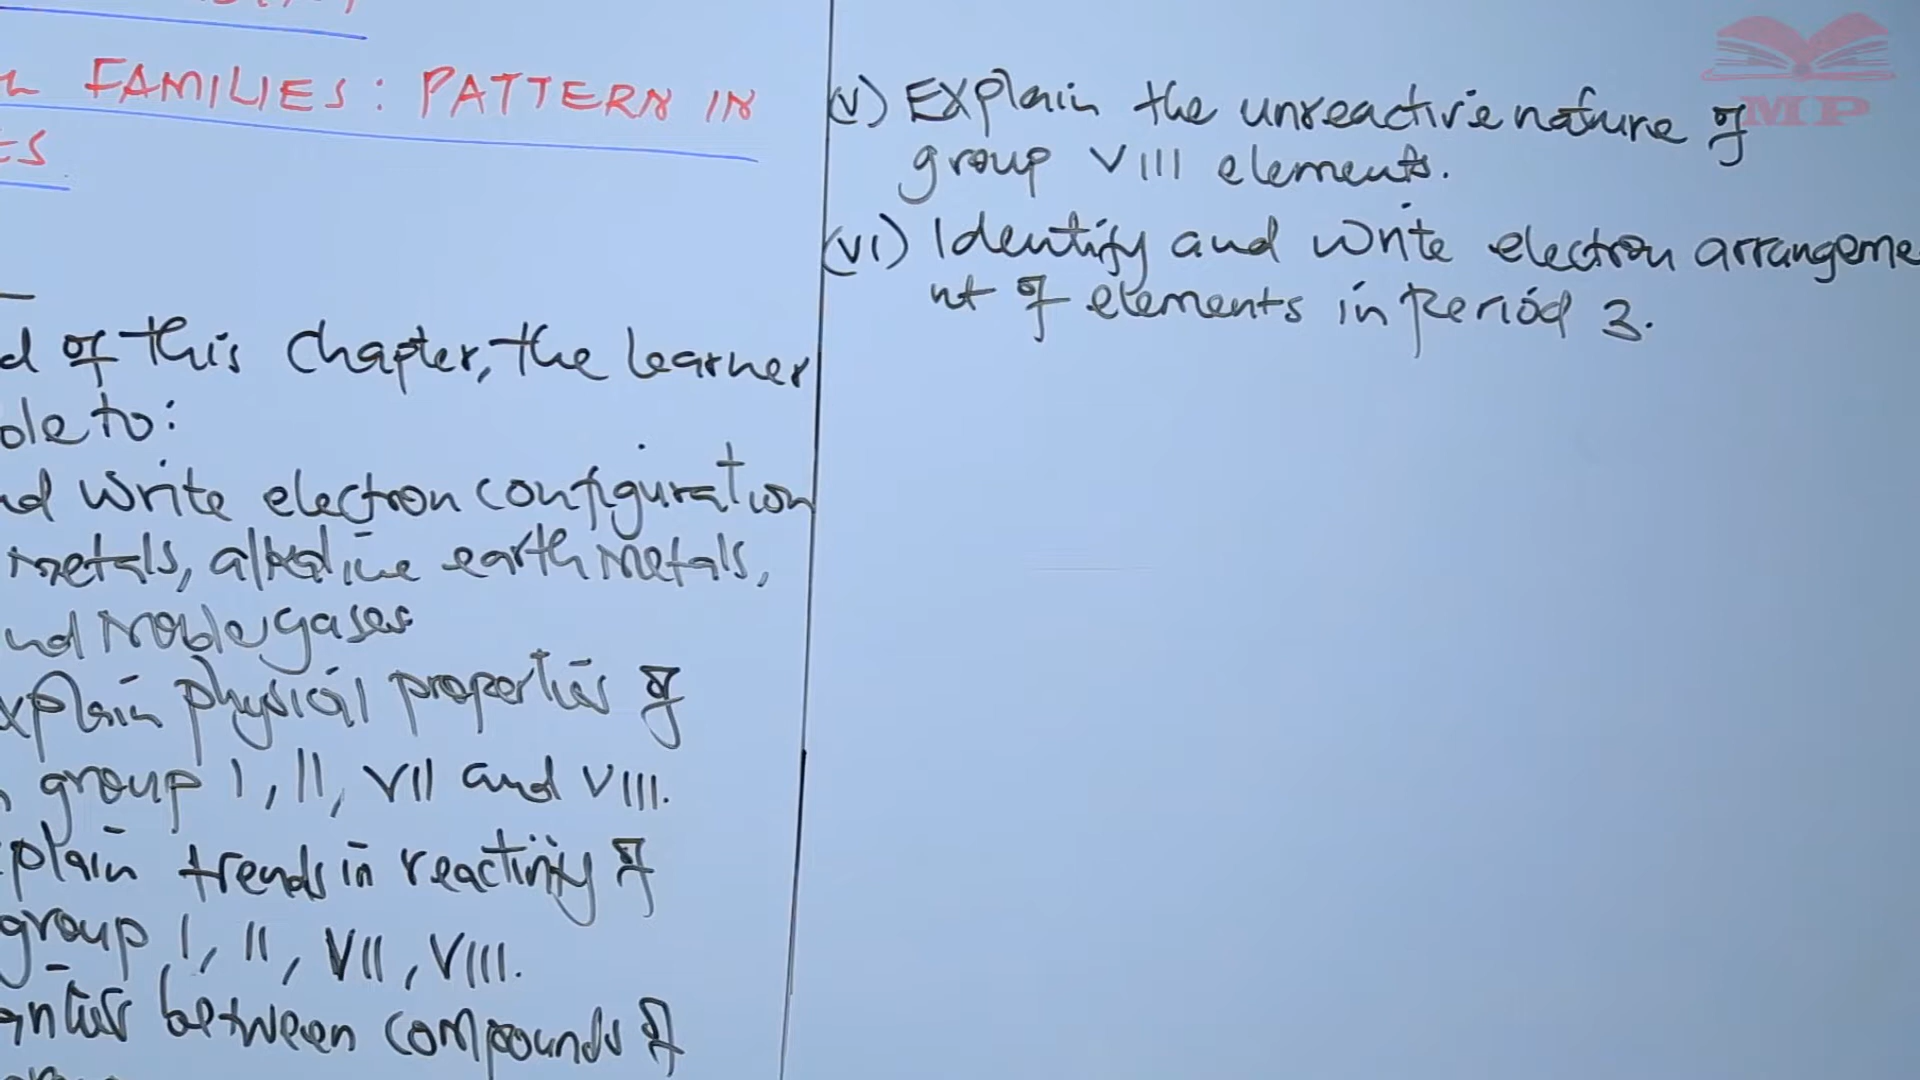 FAMILIES: PATTERN IN
ES
d of this chapter, the learner
ble to:
nd write electron configuration
metals, alkaline earth metals,
and Noble gases
xplain physical properties of
group I, II, VII and VIII.
plain trends in reactivity of
group I, II, VII, VIII.
between compounds of
(v) Explain the unreactive nature of
group VIII elements.
(vi) Identify and write electron arrangeme
nt of elements in Period 3.
MP